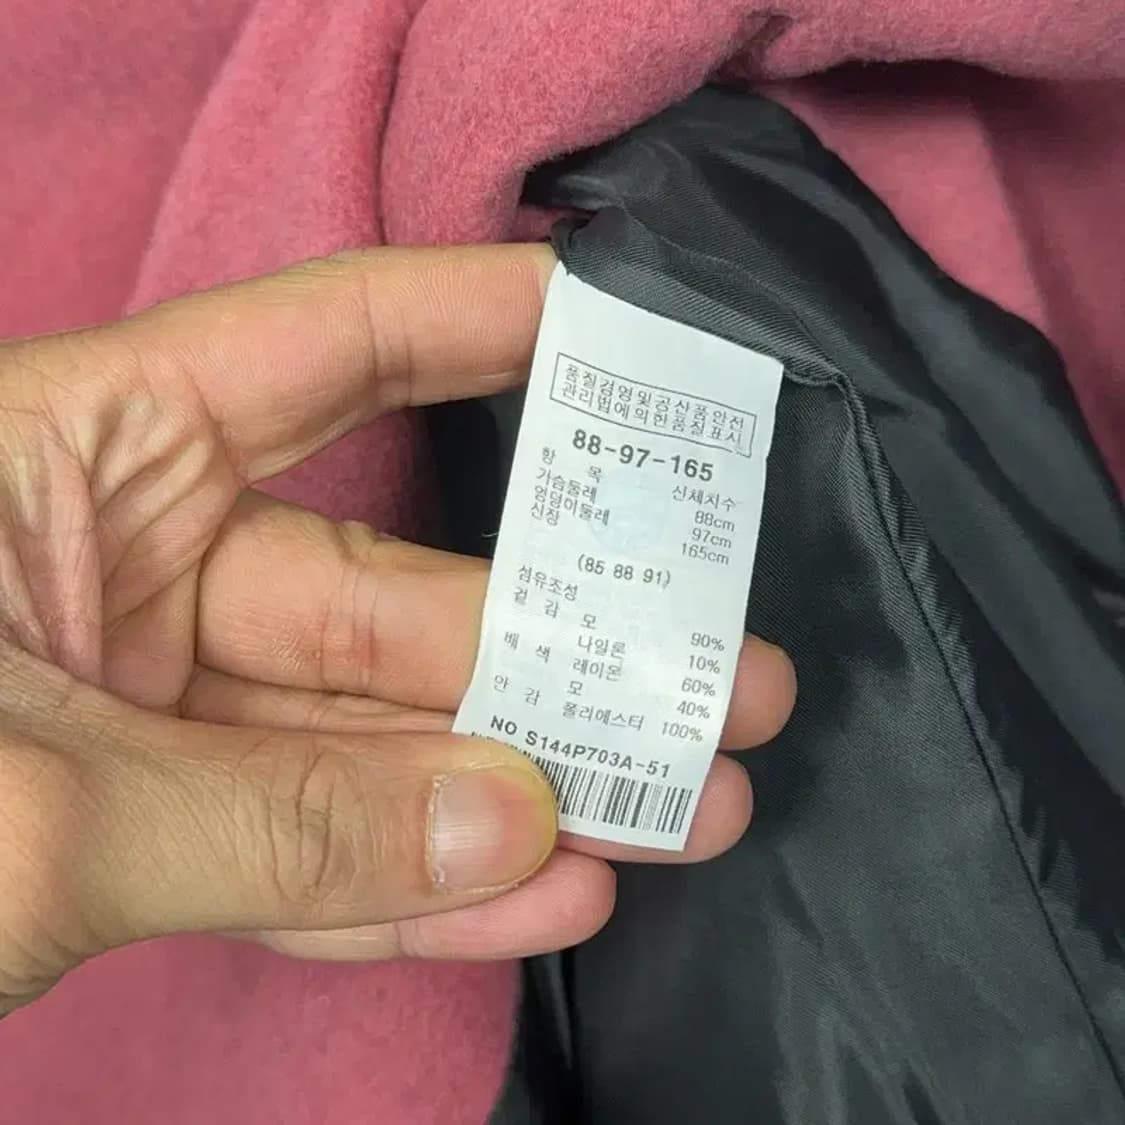 품질경영및공산품안전
관리법에의한품질표시
88-97-165
항 목 신체치수
가슴둘레 88cm
엉덩이둘레 97cm
신장 165cm
(85 88 91)
섬유조성
겉 감 모 90%
나일론 10%
배 색 레이온 60%
모 40%
안 감 폴리에스터 100%
NO S144P703A-51